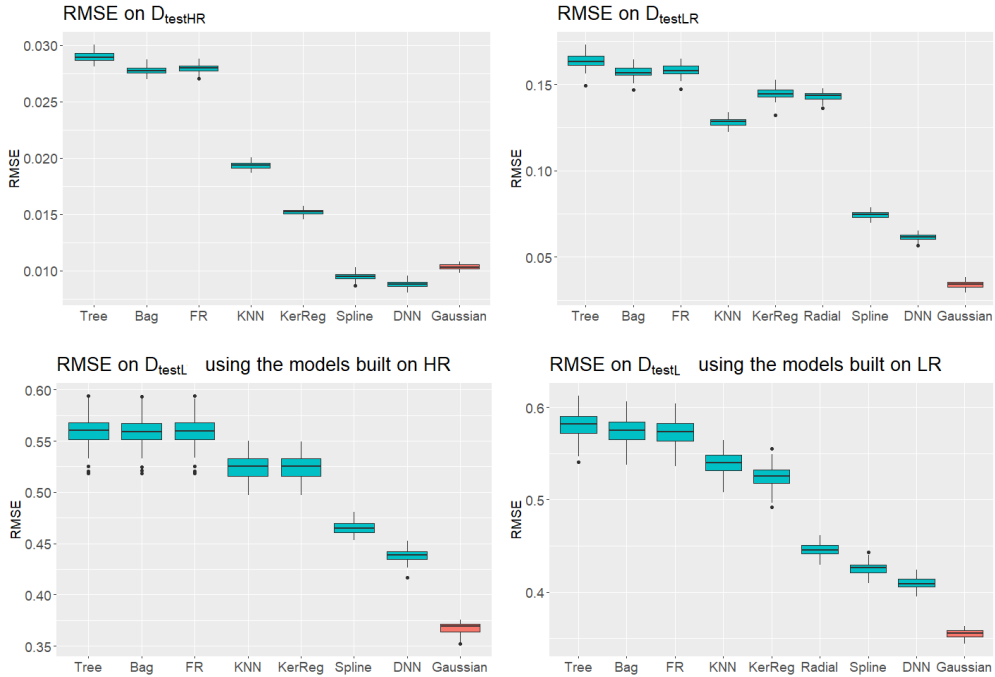 RMSE on DtestHR
RMSE
0.030
0.025
0.020
0.015
0.010
Tree Bag FR KNN KerReg Spline DNN Gaussian
RMSE on DtestLR
RMSE
0.15
0.10
0.05
Tree Bag FR KNN KerReg Radial Spline DNN Gaussian
RMSE on DtestL using the models built on HR
RMSE
0.60
0.55
0.50
0.45
0.40
0.35
Tree Bag FR KNN KerReg Spline DNN Gaussian
RMSE on DtestL using the models built on LR
RMSE
0.6
0.5
0.4
Tree Bag FR KNN KerReg Radial Spline DNN Gaussian